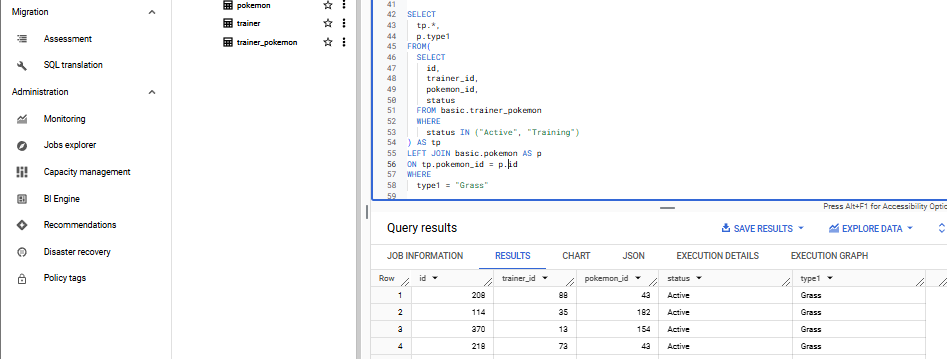 Migration
Assessment
SQL translation
Administration
Monitoring
Jobs explorer
Capacity management
BI Engine
Recommendations
Disaster recovery
Policy tags
pokemon
trainer
trainer_pokemon
41
42 SELECT
43 tp.*,
44 p.type1
45 FROM(
46 SELECT
47 id,
48 trainer_id,
49 pokemon_id,
50 status
51 FROM basic.trainer_pokemon
52 WHERE
53 status IN ("Active", "Training")
54 ) AS tp
55 LEFT JOIN basic.pokemon AS p
56 ON tp.pokemon_id = p.id
57 WHERE
58 type1 = "Grass"
59
Press Alt+F1 for Accessibility Optio
Query results
SAVE RESULTS
EXPLORE DATA
JOB INFORMATION RESULTS CHART JSON EXECUTION DETAILS EXECUTION GRAPH
Row id trainer_id pokemon_id status type1
1 208 88 43 Active Grass
2 114 35 182 Active Grass
3 370 13 154 Active Grass
4 218 73 43 Active Grass